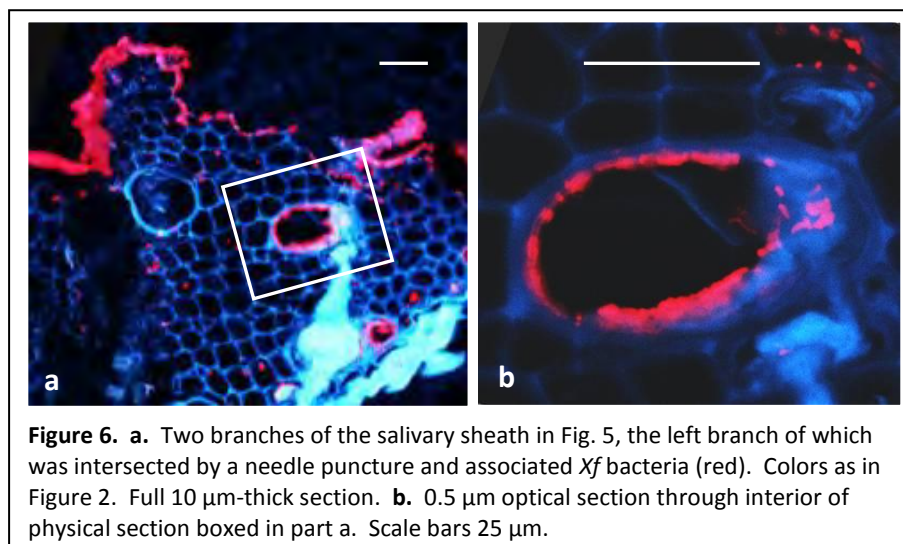 a
b
Figure 6. a. Two branches of the salivary sheath in Fig. 5, the left branch of which
was intersected by a needle puncture and associated Xf bacteria (red). Colors as in
Figure 2. Full 10 μm-thick section. b. 0.5 μm optical section through interior of
physical section boxed in part a. Scale bars 25 μm.